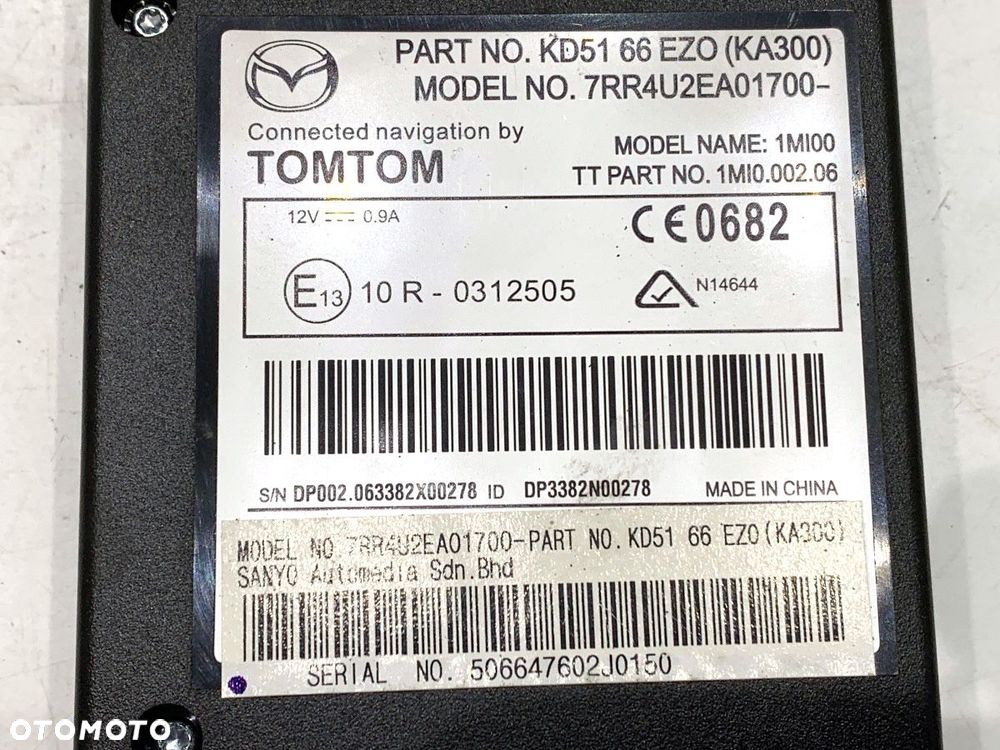 PART NO. KD51 66 EZ0 (KA300)
MODEL NO. 7RR4U2EA01700-
Connected navigation by
TOMTOM
MODEL NAME: 1MI00
TT PART NO. 1MI0.002.06
12V 0.9A
CE0682
E13 10 R - 0312505
N14644
S/N DP002.063382X00278 ID DP3382N00278 MADE IN CHINA
MODEL NO.7RR4U2EA01700-PART NO.KD51 66 EZ0(KA300)
SANYO Automedia Sdn.Bhd
SERIAL NO. 506647602J0150
OTOMOTO